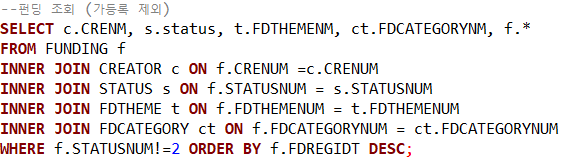 --펀딩 조회 (가등록 제외)
SELECT c.CRENM, s.status, t.FDTHEMENM, ct.FDCATEGORYNM, f.*
FROM FUNDING f
INNER JOIN CREATOR c ON f.CRENUM =c.CRENUM
INNER JOIN STATUS s ON f.STATUSNUM = s.STATUSNUM
INNER JOIN FDTHEME t ON f.FDTHEMENUM = t.FDTHEMENUM
INNER JOIN FDCATEGORY ct ON f.FDCATEGORYNUM = ct.FDCATEGORYNUM
WHERE f.STATUSNUM!=2 ORDER BY f.FDREGIDT DESC;